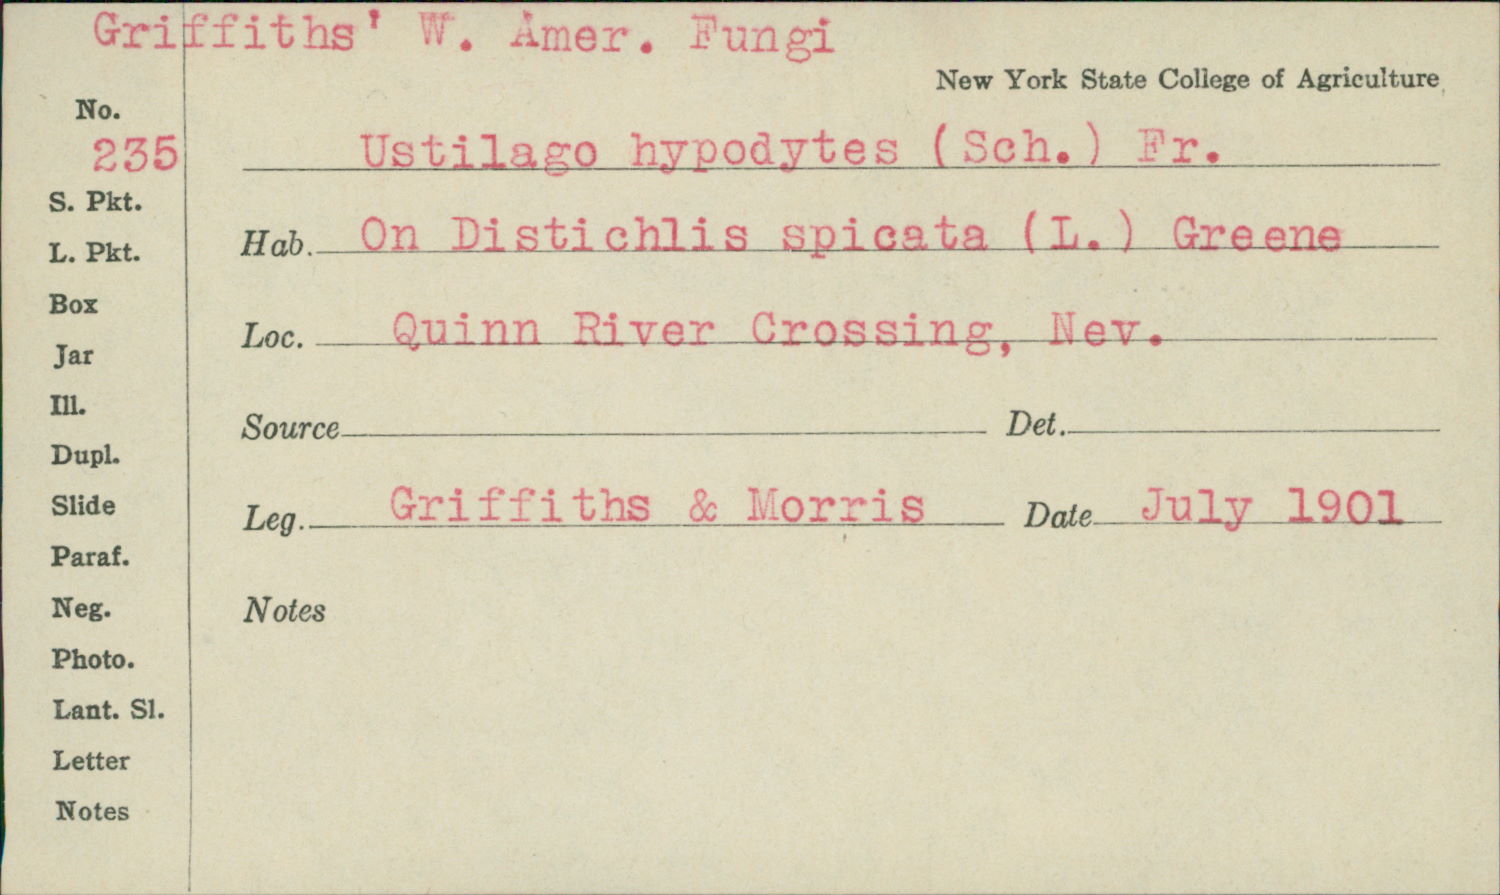 Griffiths' W. Amer. Fungi
New York State College of Agriculture
No.
235
Ustilago hypodytes (Sch.) Fr.
S. Pkt.
Hab. On Distichlis spicata (L.) Greene
L. Pkt.
Box
Loc. Quinn River Crossing, Nev.
Jar
Ill.
Source Det.
Dupl.
Slide
Leg. Griffiths & Morris Date July 1901
Paraf.
Neg.
Notes
Photo.
Lant. Sl.
Letter
Notes